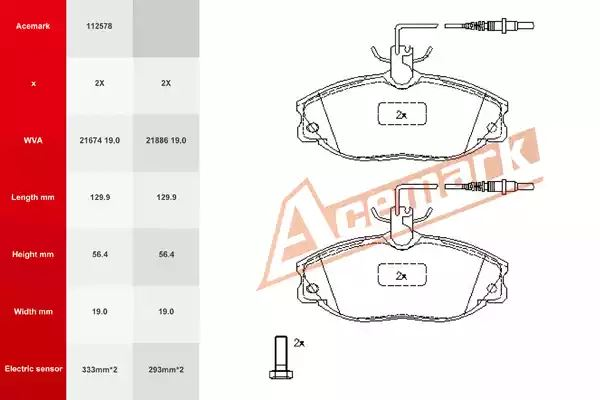 Acemark 112578
x 2X 2X
WVA 21674 19,0 21886 19,0
Length mm 129.9 129.9
Height mm 56.4 56.4
Width mm 19.0 19.0
Electric sensor 333mm*2 293mm*2
2x
2x
2x
Acemark